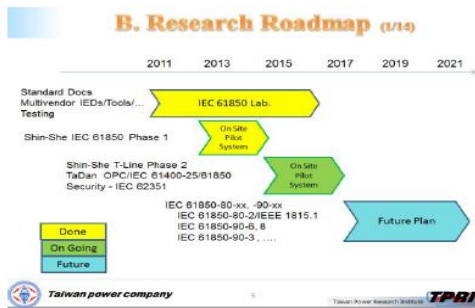 B. Research Roadmap (1/14)
2011 2013 2015 2017 2019 2021
Standard Docs
Multivendor IEDs/Tools/...
Testing
IEC 61850 Lab.
Shin-She IEC 61850 Phase 1
On Site
Pilot
System
Shin-She T-Line Phase 2
TaDan OPC/IEC 61400-25/61850
Security - IEC 62351
On Site
Pilot
System
IEC 61850-80-xx, -90-xx
IEC 61850-80-2/IEEE 1815.1
IEC 61850-90-6, 8
IEC 61850-90-3 , ....
Future Plan
Done
On Going
Future
Taiwan power company
5
Taiwan Power Research Institute
TPRI